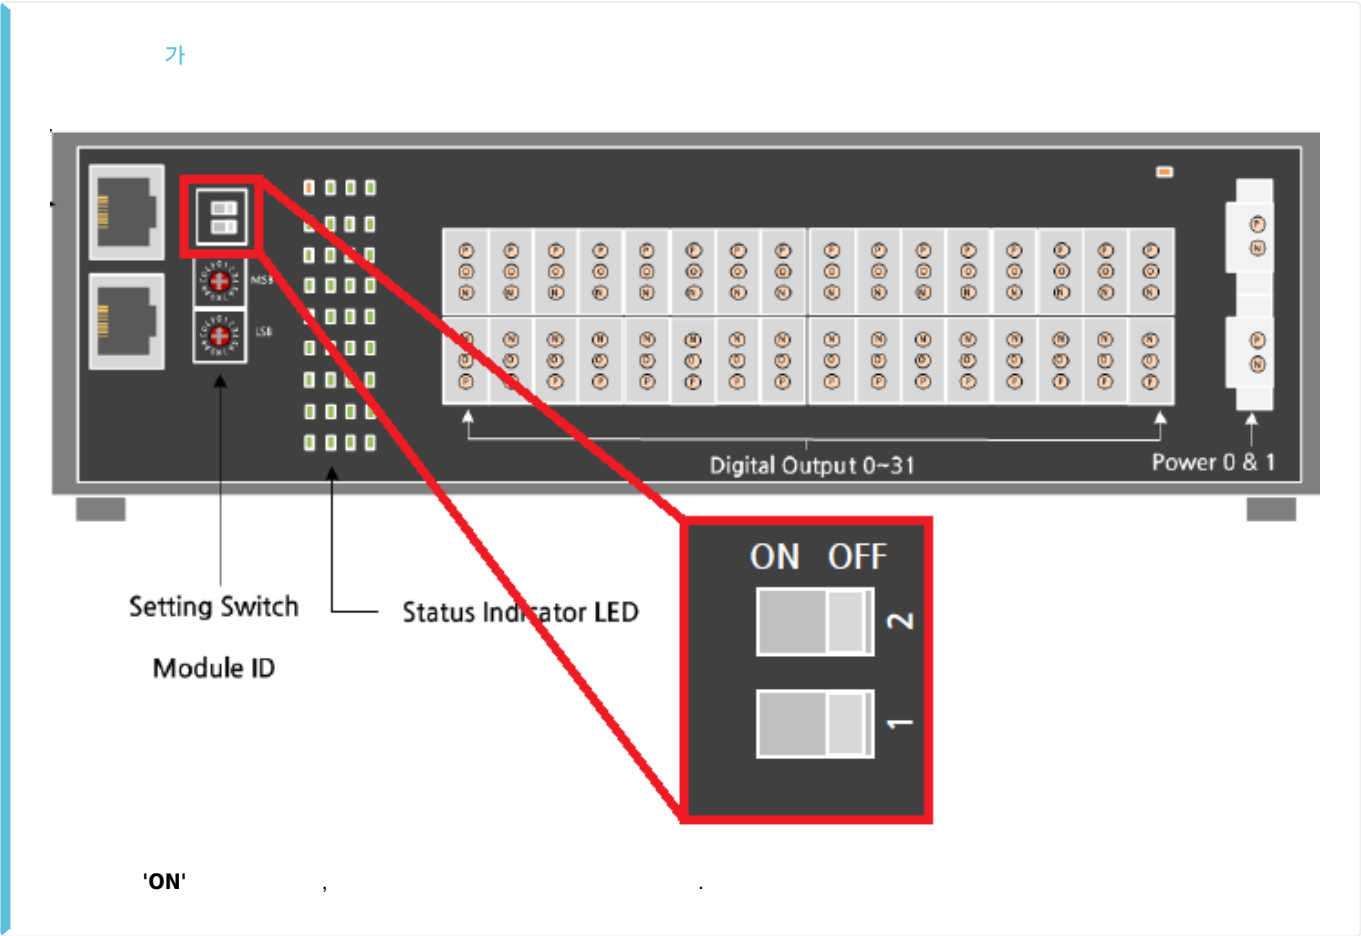 가
MSB
LSB
P P P P P P P P P P P P P P P P
O O O O O O O O O O O O O O O O
N N N N N N N N N N N N N N N N
N N N N N N N N N N N N N N N N
O O O O O O O O O O O O O O O O
P P P P P P P P P P P P P P P P
P
N
P
N
Digital Output 0~31
Power 0 & 1
ON OFF
2
1
Setting Switch
Status Indicator LED
Module ID
'ON' , .